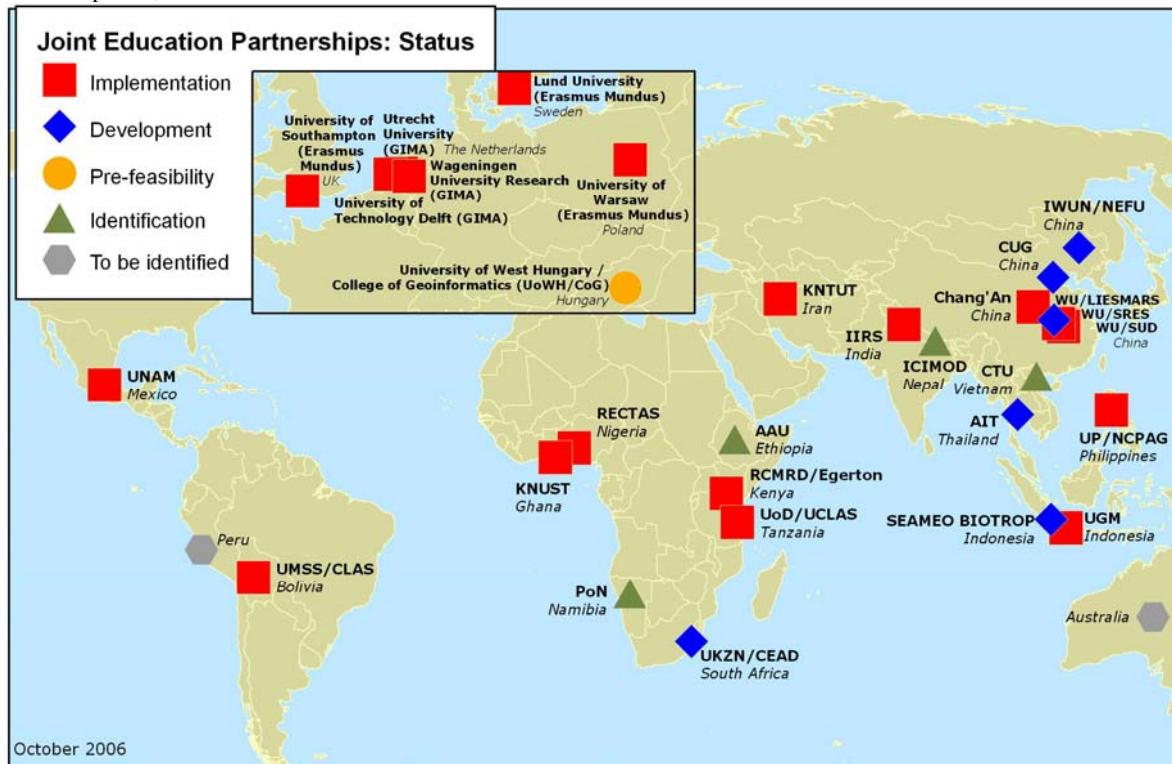 Joint Education Partnerships: Status
Implementation
Development
Pre-feasibility
Identification
To be identified
Lund University
(Erasmus Mundus)
Sweden
University of
Southampton
(Erasmus
Mundus)
UK
Utrecht
University
(GIMA)
The Netherlands
Wageningen
University Research
(GIMA)
University of
Technology Delft (GIMA)
University of
Warsaw
(Erasmus Mundus)
Poland
University of West Hungary /
College of Geoinformatics (UoWH/CoG)
Hungary
IWUN/NEFU
China
CUG
China
Chang'An
China
WU/LIESMARS
WU/SRES
WU/SUD
China
KNTUT
Iran
IIRS
India
ICIMOD
Nepal
CTU
Vietnam
AIT
Thailand
UP/NCPAG
Philippines
UNAM
Mexico
RECTAS
Nigeria
KNUST
Ghana
AAU
Ethiopia
RCMRD/Egerton
Kenya
UoD/UCLAS
Tanzania
SEAMEO BIOTROP
Indonesia
UGM
Indonesia
Peru
UMSS/CLAS
Bolivia
PoN
Namibia
UKZN/CEAD
South Africa
Australia
October 2006